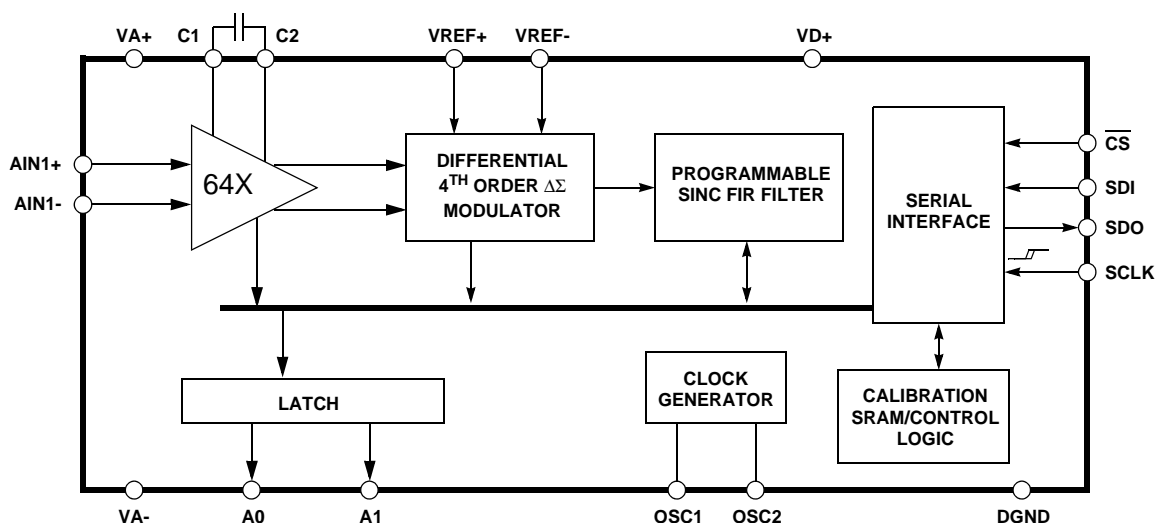 VA+
C1
C2
VREF+
VREF-
VD+
AIN1+
AIN1-
64X
DIFFERENTIAL
4TH ORDER ΔΣ
MODULATOR
PROGRAMMABLE
SINC FIR FILTER
SERIAL
INTERFACE
CS
SDI
SDO
SCLK
LATCH
CLOCK
GENERATOR
CALIBRATION
SRAM/CONTROL
LOGIC
VA-
A0
A1
OSC1
OSC2
DGND